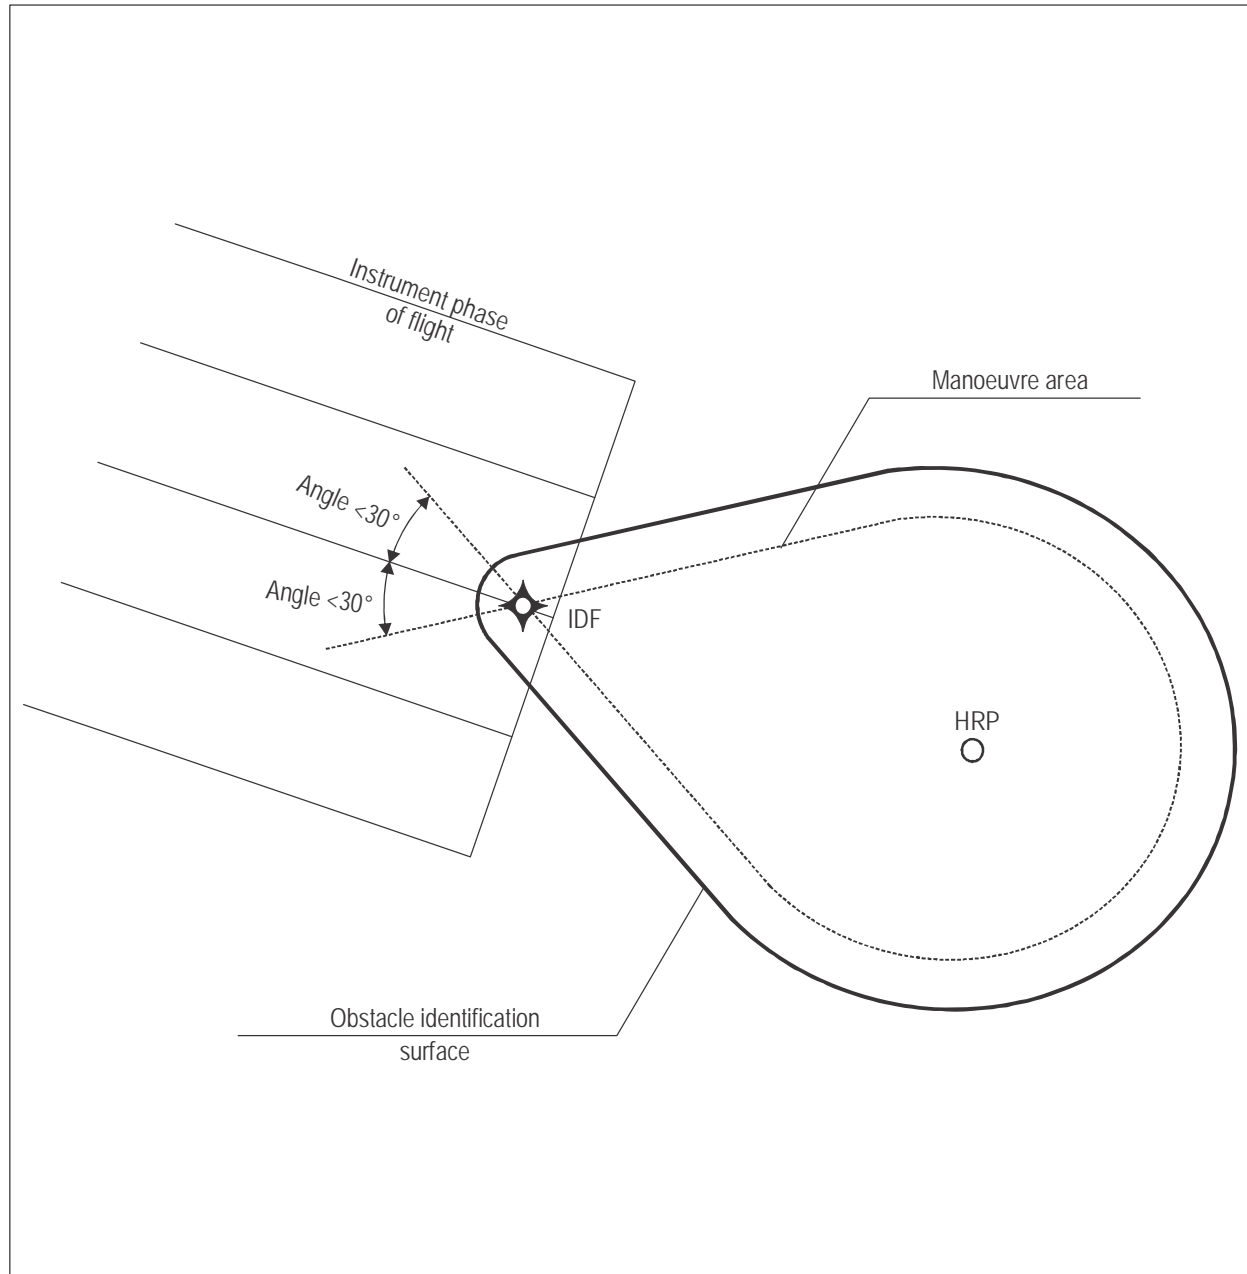 Instrument phase
of flight
Manoeuvre area
Angle <30°
Angle <30°
IDF
HRP
Obstacle identification
surface